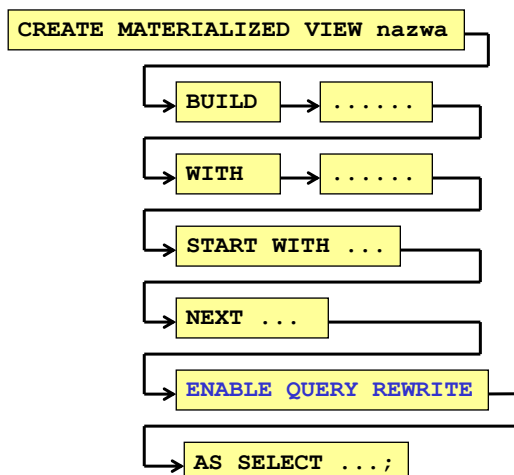 CREATE MATERIALIZED VIEW nazwa
BUILD ......
WITH ......
START WITH ...
NEXT ...
ENABLE QUERY REWRITE
AS SELECT ...;